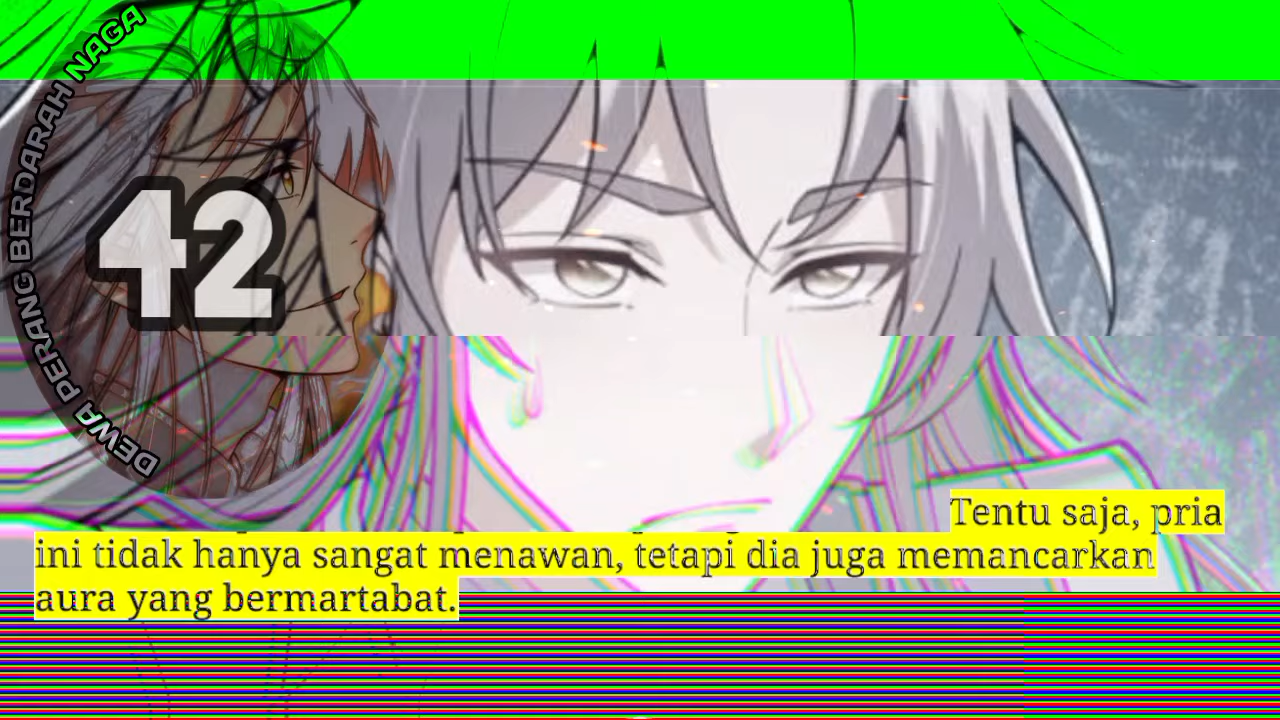 DEWA PERANG BERDARAH NAGA
42
Tentu saja, pria
ini tidak hanya sangat menawan, tetapi dia juga memancarkan
aura yang bermartabat.